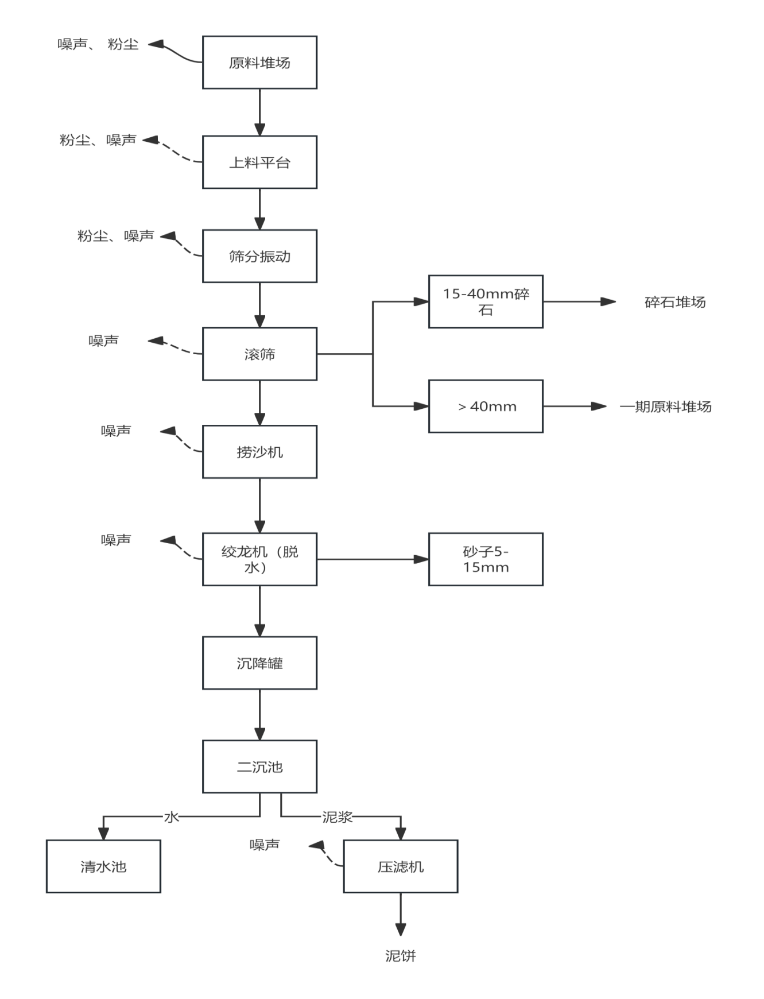 噪声、 粉尘
原料堆场
粉尘、噪声
上料平台
粉尘、噪声
筛分振动
15-40mm碎
石
碎石堆场
噪声
滚筛
＞40mm
一期原料堆场
噪声
捞沙机
噪声
绞龙机（脱
水）
砂子5-
15mm
沉降罐
二沉池
水
泥浆
噪声
清水池
压滤机
泥饼